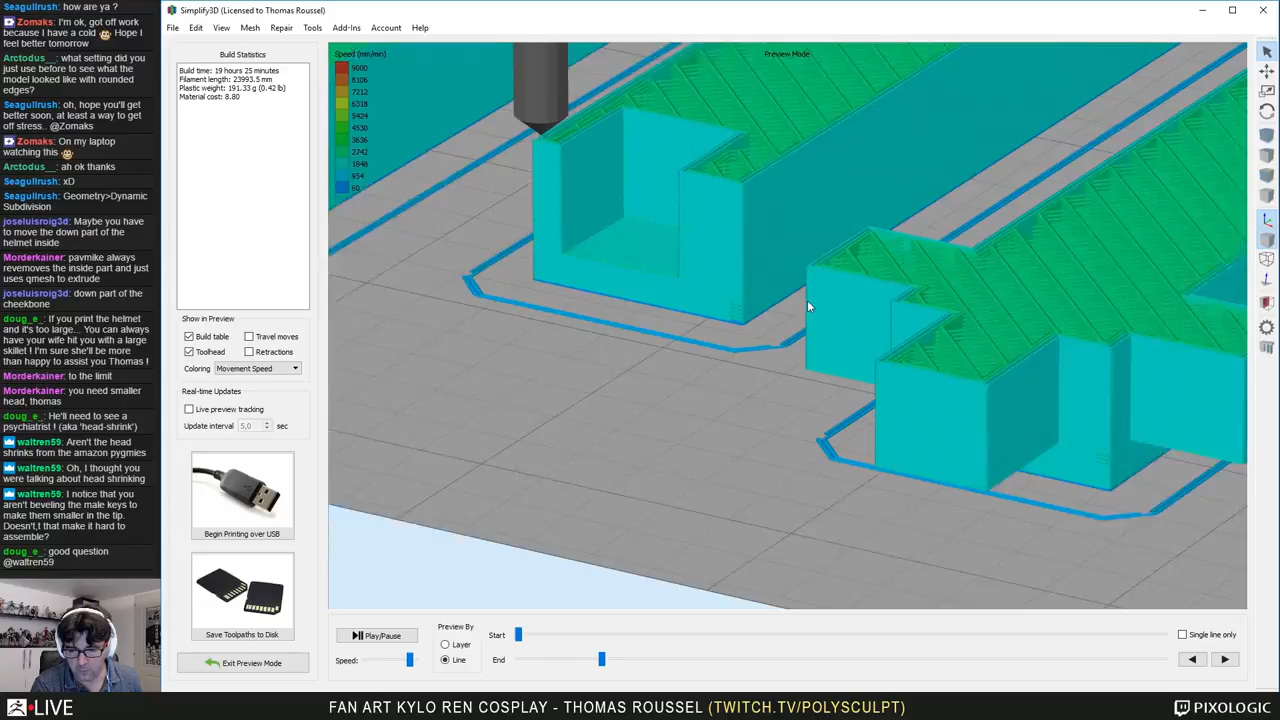 Seagullrush: how are ya ?
Zomaks: I'm ok, got off work
because I have a cold Hope I
feel better tomorrow
Arctodus__: what setting did you
just use before to see what the
model looked like with rounded
edges?
Seagullrush: oh, hope you'll get
better soon, at least a way to get
off stress.. @Zomaks
Zomaks: On my laptop
watching this
Arctodus__: ah ok thanks
Seagullrush: xD
Seagullrush: Geometry>Dynamic
Subdivision
joseluisroig3d: Maybe you have
to move the down part of the
helmet inside
Morderkainer: pavmike always
revemoves the inside part and just
uses qmesh to extrude
joseluisroig3d: down part of the
cheekbone
doug_e_: If you print the helmet
and it's too large... You can always
have your wife hit you with a large
skillet ! I'm sure she'll be more
than happy to assist you Thomas !
Morderkainer: to the limit
Morderkainer: you need smaller
head, thomas
doug_e_: He'll need to see a
psychiatrist ! (aka 'head-shrink')
waltren59: Aren't the head
shrinks from the amazon pygmies
waltren59: Oh, I thought you
were talking about head shrinking
waltren59: I notice that you
aren't beveling the male keys to
make them smaller in the tip.
Doesn't,t that make it hard to
assemble?
doug_e_: good question
@waltren59
Simplify3D (Licensed to Thomas Roussel)
File Edit View Mesh Repair Tools Add-Ins Account Help
Build Statistics
Build time: 19 hours 25 minutes
Filament length: 23993.5 mm
Plastic weight: 191.33 g (0.42 lb)
Material cost: 8.80
Show in Preview
Build table Travel moves
Toolhead Retractions
Coloring Movement Speed
Real-time Updates
Live preview tracking
Update interval 5,0 sec
Begin Printing over USB
Save Toolpaths to Disk
Exit Preview Mode
Speed (mm/min)
9000
8106
7212
6318
5424
4530
3636
2742
1848
954
60
Preview Mode
Play/Pause
Speed:
Preview By
Layer
Line
Start
End
Single line only
LIVE
FAN ART KYLO REN COSPLAY - THOMAS ROUSSEL (TWITCH.TV/POLYSCULPT)
PIXOLOGIC